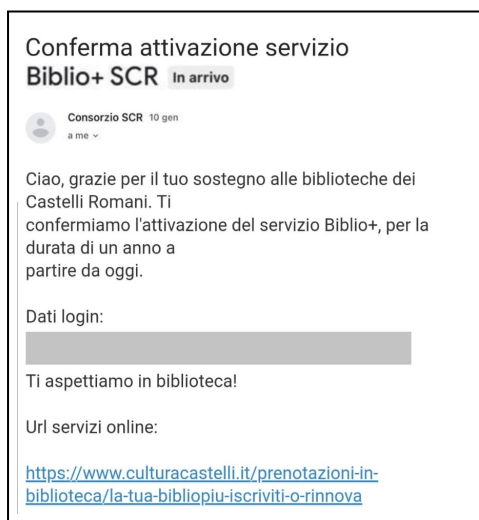 Conferma attivazione servizio
Biblio+ SCR In arrivo
Consorzio SCR 10 gen
a me
Ciao, grazie per il tuo sostegno alle biblioteche dei
Castelli Romani. Ti
confermiamo l'attivazione del servizio Biblio+, per la
durata di un anno a
partire da oggi.
Dati login:
Ti aspettiamo in biblioteca!
Url servizi online:
https://www.culturacastelli.it/prenotazioni-in-
biblioteca/la-tua-bibliopiu-iscriviti-o-rinnova